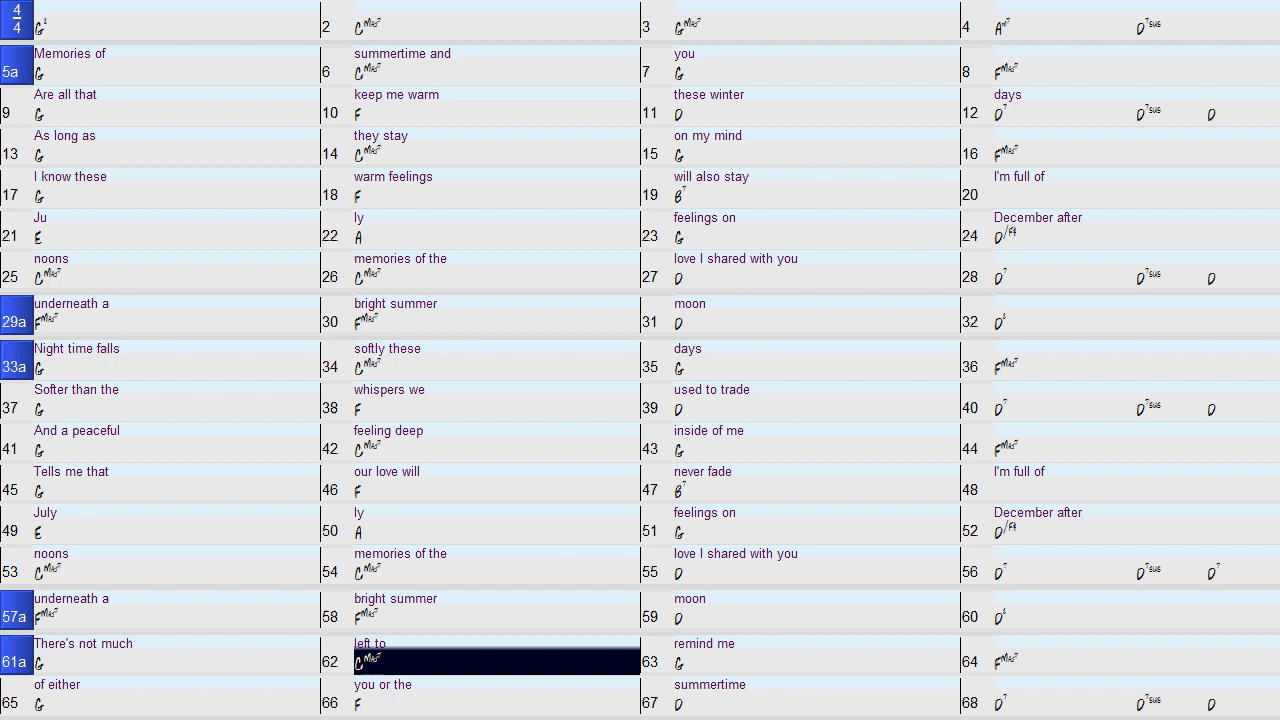 4
4
G⁶ 2 Cᴹᵃʲ⁷ 3 Gᴹᵃʲ⁷ 4 Aᵐ⁷ D⁷ˢᵘˢ
Memories of summertime and you
5a G 6 Cᴹᵃʲ⁷ 7 G 8 Fᴹᵃʲ⁷
Are all that keep me warm these winter days
9 G 10 F 11 D 12 D⁷ D⁷ˢᵘˢ D
As long as they stay on my mind
13 G 14 Cᴹᵃʲ⁷ 15 G 16 Fᴹᵃʲ⁷
I know these warm feelings will also stay I'm full of
17 G 18 F 19 B⁷ 20
Ju ly feelings on December after
21 E 22 A 23 G 24 D/F#
noons memories of the love I shared with you
25 Cᴹᵃʲ⁷ 26 Cᴹᵃʲ⁷ 27 D 28 D⁷ D⁷ˢᵘˢ D
underneath a bright summer moon
29a Fᴹᵃʲ⁷ 30 Fᴹᵃʲ⁷ 31 D 32 D⁶
Night time falls softly these days
33a G 34 Cᴹᵃʲ⁷ 35 G 36 Fᴹᵃʲ⁷
Softer than the whispers we used to trade
37 G 38 F 39 D 40 D⁷ D⁷ˢᵘˢ D
And a peaceful feeling deep inside of me
41 G 42 Cᴹᵃʲ⁷ 43 G 44 Fᴹᵃʲ⁷
Tells me that our love will never fade I'm full of
45 G 46 F 47 B⁷ 48
July ly feelings on December after
49 E 50 A 51 G 52 D/F#
noons memories of the love I shared with you
53 Cᴹᵃʲ⁷ 54 Cᴹᵃʲ⁷ 55 D 56 D⁷ D⁷ˢᵘˢ D⁷
underneath a bright summer moon
57a Fᴹᵃʲ⁷ 58 Fᴹᵃʲ⁷ 59 D 60 D⁶
There's not much left to remind me
61a G 62 Cᴹᵃʲ⁷ 63 G 64 Fᴹᵃʲ⁷
of either you or the summertime
65 G 66 F 67 D 68 D⁷ D⁷ˢᵘˢ D